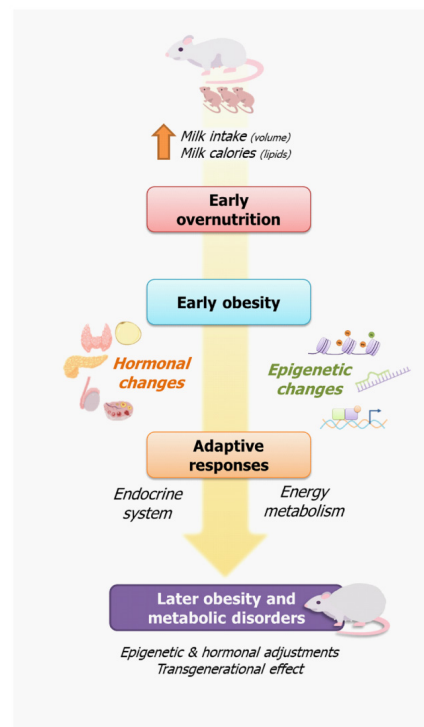 Milk intake (volume)
Milk calories (lipids)
Early
overnutrition
Early obesity
Hormonal
changes
Epigenetic
changes
Adaptive
responses
Endocrine
system
Energy
metabolism
Later obesity and
metabolic disorders
Epigenetic & hormonal adjustments
Transgenerational effect